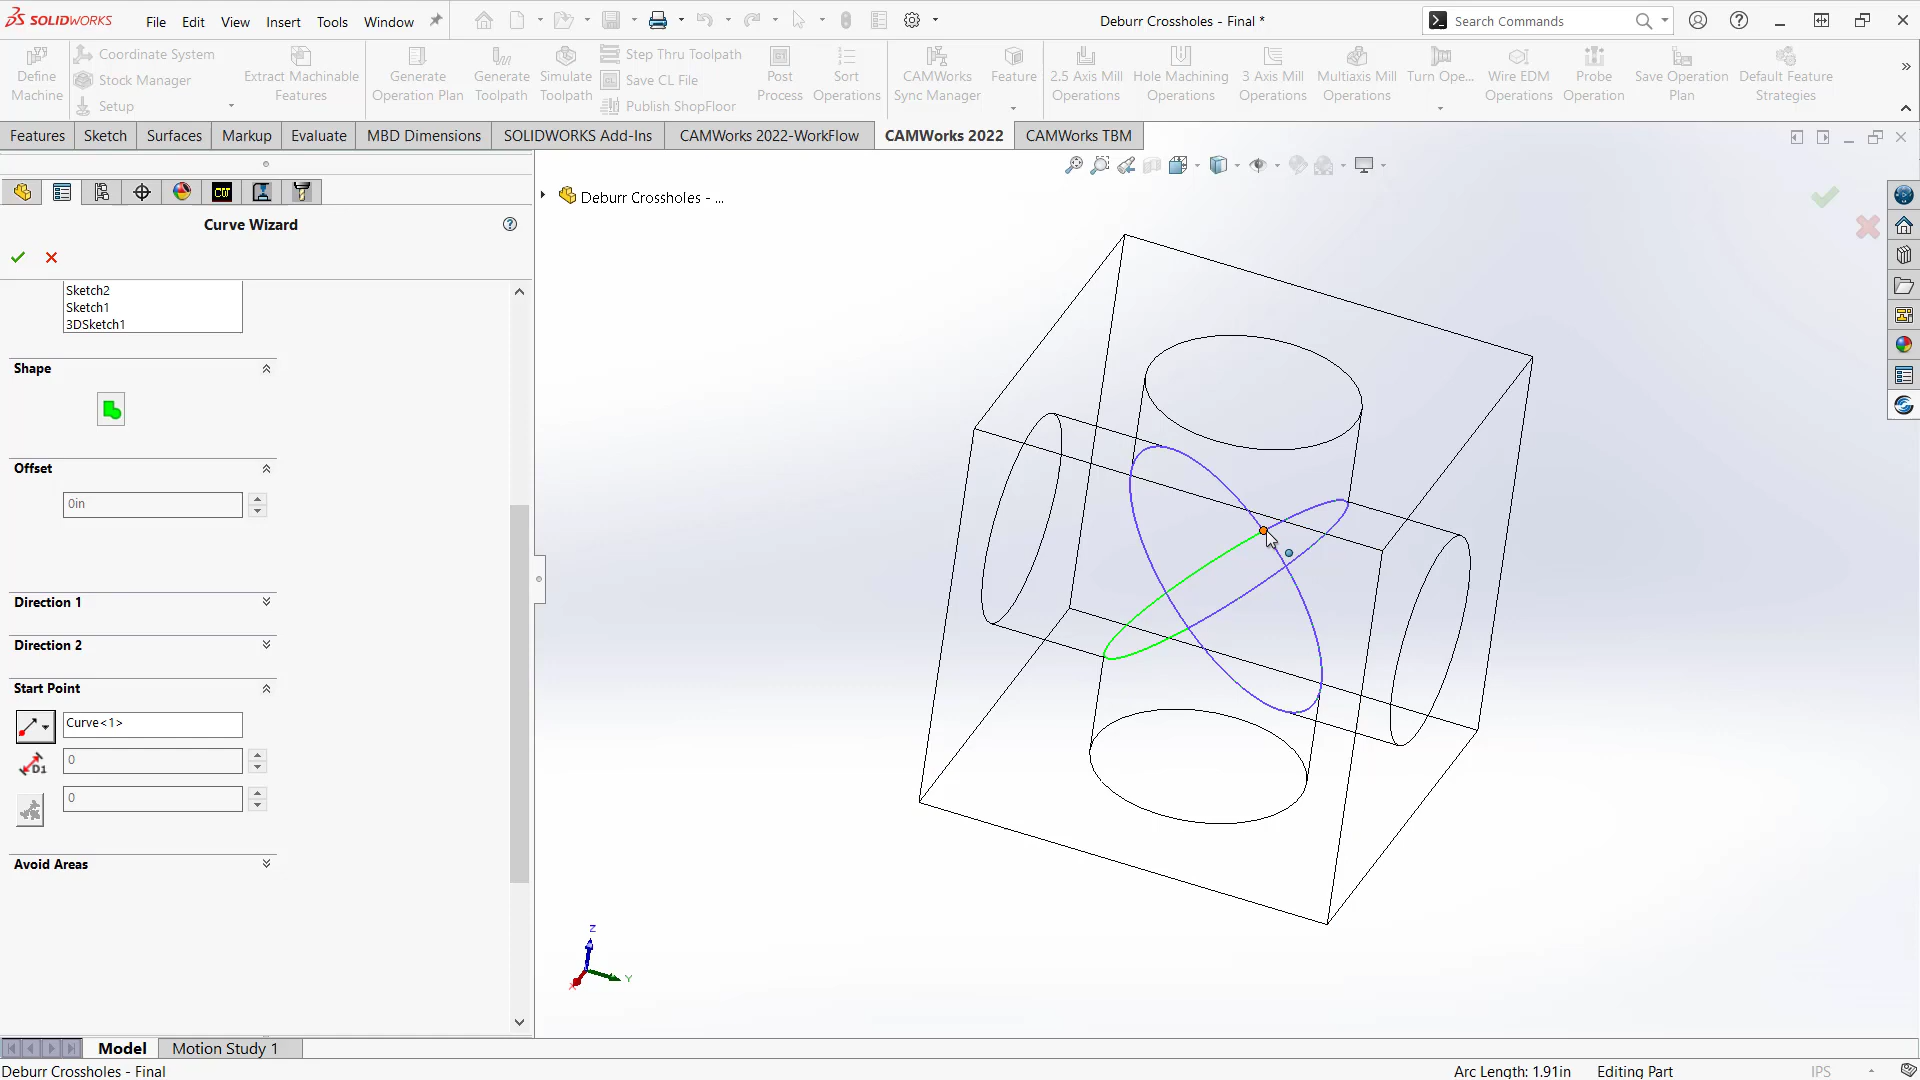 SOLIDWORKS File Edit View Insert Tools Window Deburr Crossholes - Final * Search Commands
Define Machine
Coordinate System
Stock Manager
Setup
Extract Machinable Features
Generate Operation Plan
Generate Toolpath
Simulate Toolpath
Step Thru Toolpath
Save CL File
Publish ShopFloor
Post Process
Sort Operations
CAMWorks Sync Manager
Feature
2.5 Axis Mill Operations
Hole Machining Operations
3 Axis Mill Operations
Multiaxis Mill Operations
Turn Ope...
Wire EDM Operations
Probe Operation
Save Operation Plan
Default Feature Strategies
Features Sketch Surfaces Markup Evaluate MBD Dimensions SOLIDWORKS Add-Ins CAMWorks 2022-WorkFlow CAMWorks 2022 CAMWorks TBM
Deburr Crossholes - ...
Curve Wizard
Sketch2
Sketch1
3DSketch1
Shape
Offset
0in
Direction 1
Direction 2
Start Point
Curve<1>
D1
0
0
Avoid Areas
Z
Y
X
Model Motion Study 1
Deburr Crossholes - Final Arc Length: 1.91in Editing Part IPS